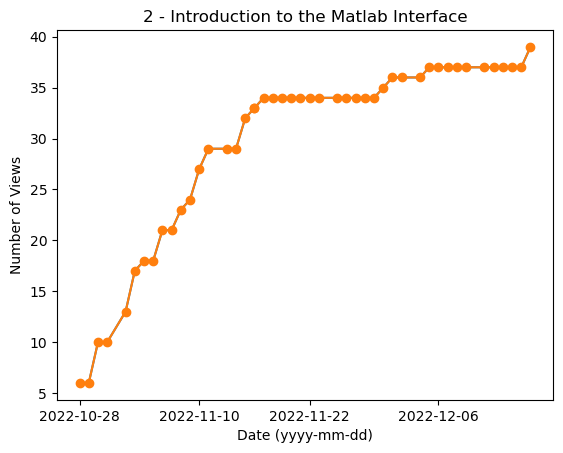 2 - Introduction to the Matlab Interface
Number of Views
40
35
30
25
20
15
10
5
2022-10-28 2022-11-10 2022-11-22 2022-12-06
Date (yyyy-mm-dd)